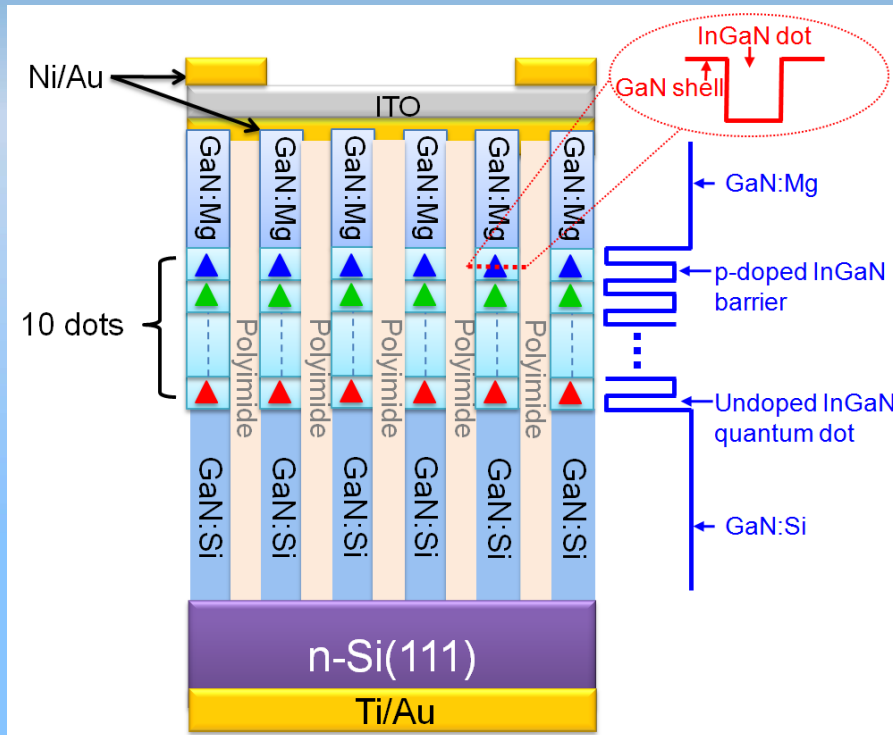 InGaN dot
GaN shell
Ni/Au
ITO
GaN:Mg
GaN:Mg
GaN:Mg
GaN:Mg
GaN:Mg
GaN:Mg
GaN:Mg
p-doped InGaN
barrier
10 dots
Polyimide
Polyimide
Polyimide
Polyimide
Polyimide
Undoped InGaN
quantum dot
GaN:Si
GaN:Si
GaN:Si
GaN:Si
GaN:Si
GaN:Si
GaN:Si
n-Si(111)
Ti/Au